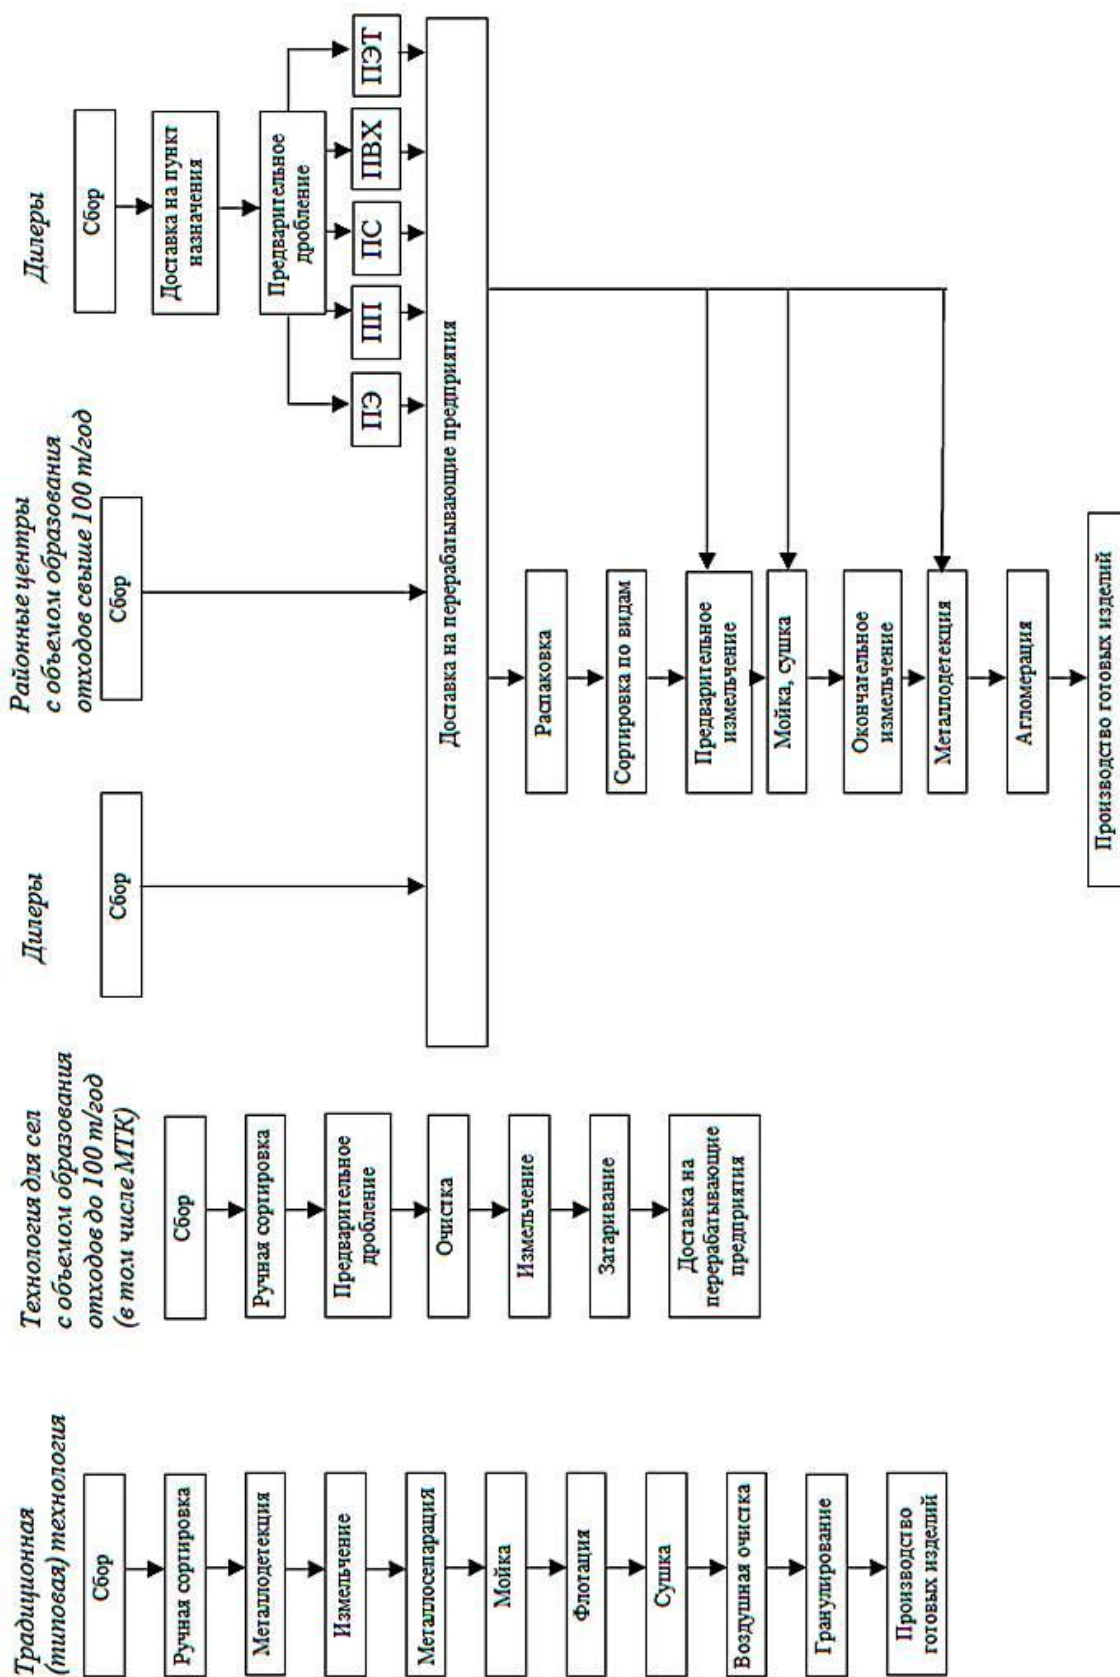 Традиционная
(типовая) технология
Сбор
Ручная сортировка
Металлодетекция
Измельчение
Металлосепарация
Мойка
Флотация
Сушка
Воздушная очистка
Гранулирование
Производство
готовых изделий
Технология для сел
с объемом образования
отходов до 100 т/год
(в том числе МТК)
Сбор
Ручная сортировка
Предварительное
дробление
Очистка
Измельчение
Затаривание
Доставка на
перерабатывающие
предприятия
Дилеры
Сбор
Районные центры
с объемом образования
отходов свыше 100 т/год
Сбор
Дилеры
Сбор
Доставка на пункт
назначения
Предварительное
дробление
ПЭ
ПП
ПС
ПВХ
ПЭТ
Доставка на перерабатывающие предприятия
Распаковка
Сортировка по видам
Предварительное
измельчение
Мойка, сушка
Окончательное
измельчение
Металлодетекция
Агломерация
Производство готовых изделий